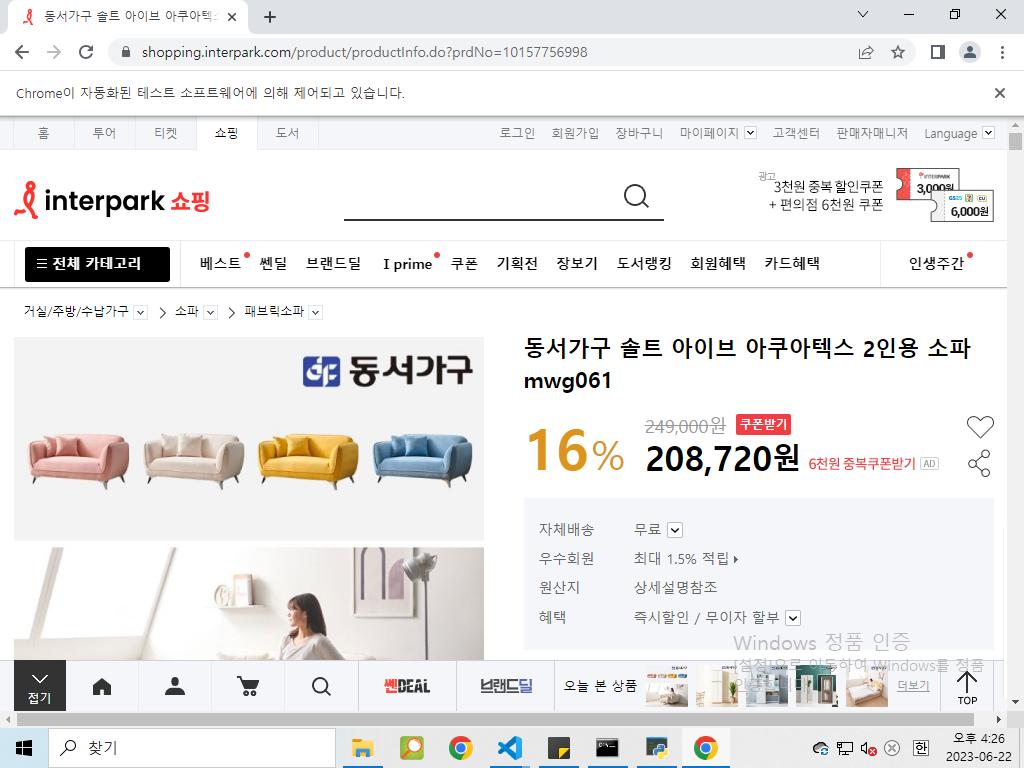 동서가구 솔트 아이브 아쿠아텍스
shopping.interpark.com/product/productInfo.do?prdNo=10157756998
Chrome이 자동화된 테스트 소프트웨어에 의해 제어되고 있습니다.
홈 투어 티켓 쇼핑 도서 로그인 회원가입 장바구니 마이페이지 고객센터 판매자매니저 Language
interpark 쇼핑
광고
3천원 중복 할인쿠폰
+ 편의점 6천원 쿠폰
INTERPARK
3,000원
GS25 CU
6,000원
전체 카테고리 베스트 쎈딜 브랜드딜 I prime 쿠폰 기획전 장보기 도서랭킹 회원혜택 카드혜택 인생주간
거실/주방/수납가구 소파 패브릭소파
동서가구
동서가구 솔트 아이브 아쿠아텍스 2인용 소파
mwg061
16% 249,000원 쿠폰받기
208,720원 6천원 중복쿠폰받기 AD
자체배송 무료
우수회원 최대 1.5% 적립
원산지 상세설명참조
혜택 즉시할인 / 무이자 할부
Windows 정품 인증
[설정]으로 이동하여 Windows를 정품
접기 쎈DEAL 브랜드딜 오늘 본 상품 더보기 TOP
찾기
한
오후 4:26
2023-06-22